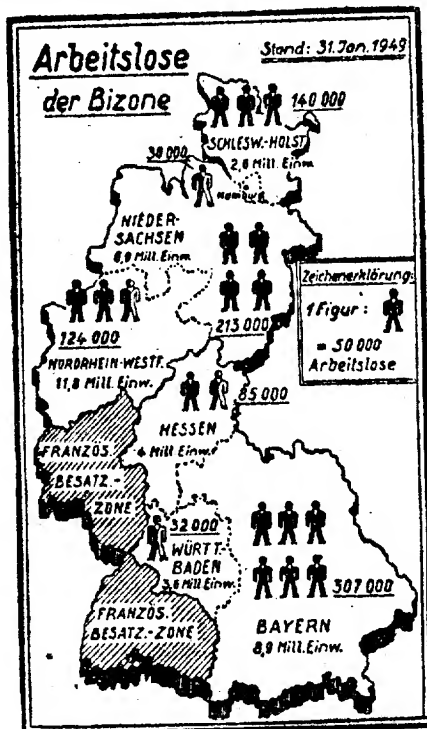 Arbeitslose
der Bizone
Stand: 31. Jan. 1949
140 000
SCHLESW.-HOLST.
2,6 Mill. Einw.
38 000
Hamburg
NIEDER-
SACHSEN
6,9 Mill. Einw.
213 000
Zeichenerklärung:
1 Figur:
= 50 000
Arbeitslose
124 000
NORDRHEIN-WESTF.
11,8 Mill. Einw.
85 000
HESSEN
4 Mill. Einw.
FRANZÖS.
BESATZ.-
ZONE
32 000
WÜRTT.-
BADEN
3,6 Mill. Einw.
307 000
BAYERN
8,9 Mill. Einw.
FRANZÖS.
BESATZ.-ZONE